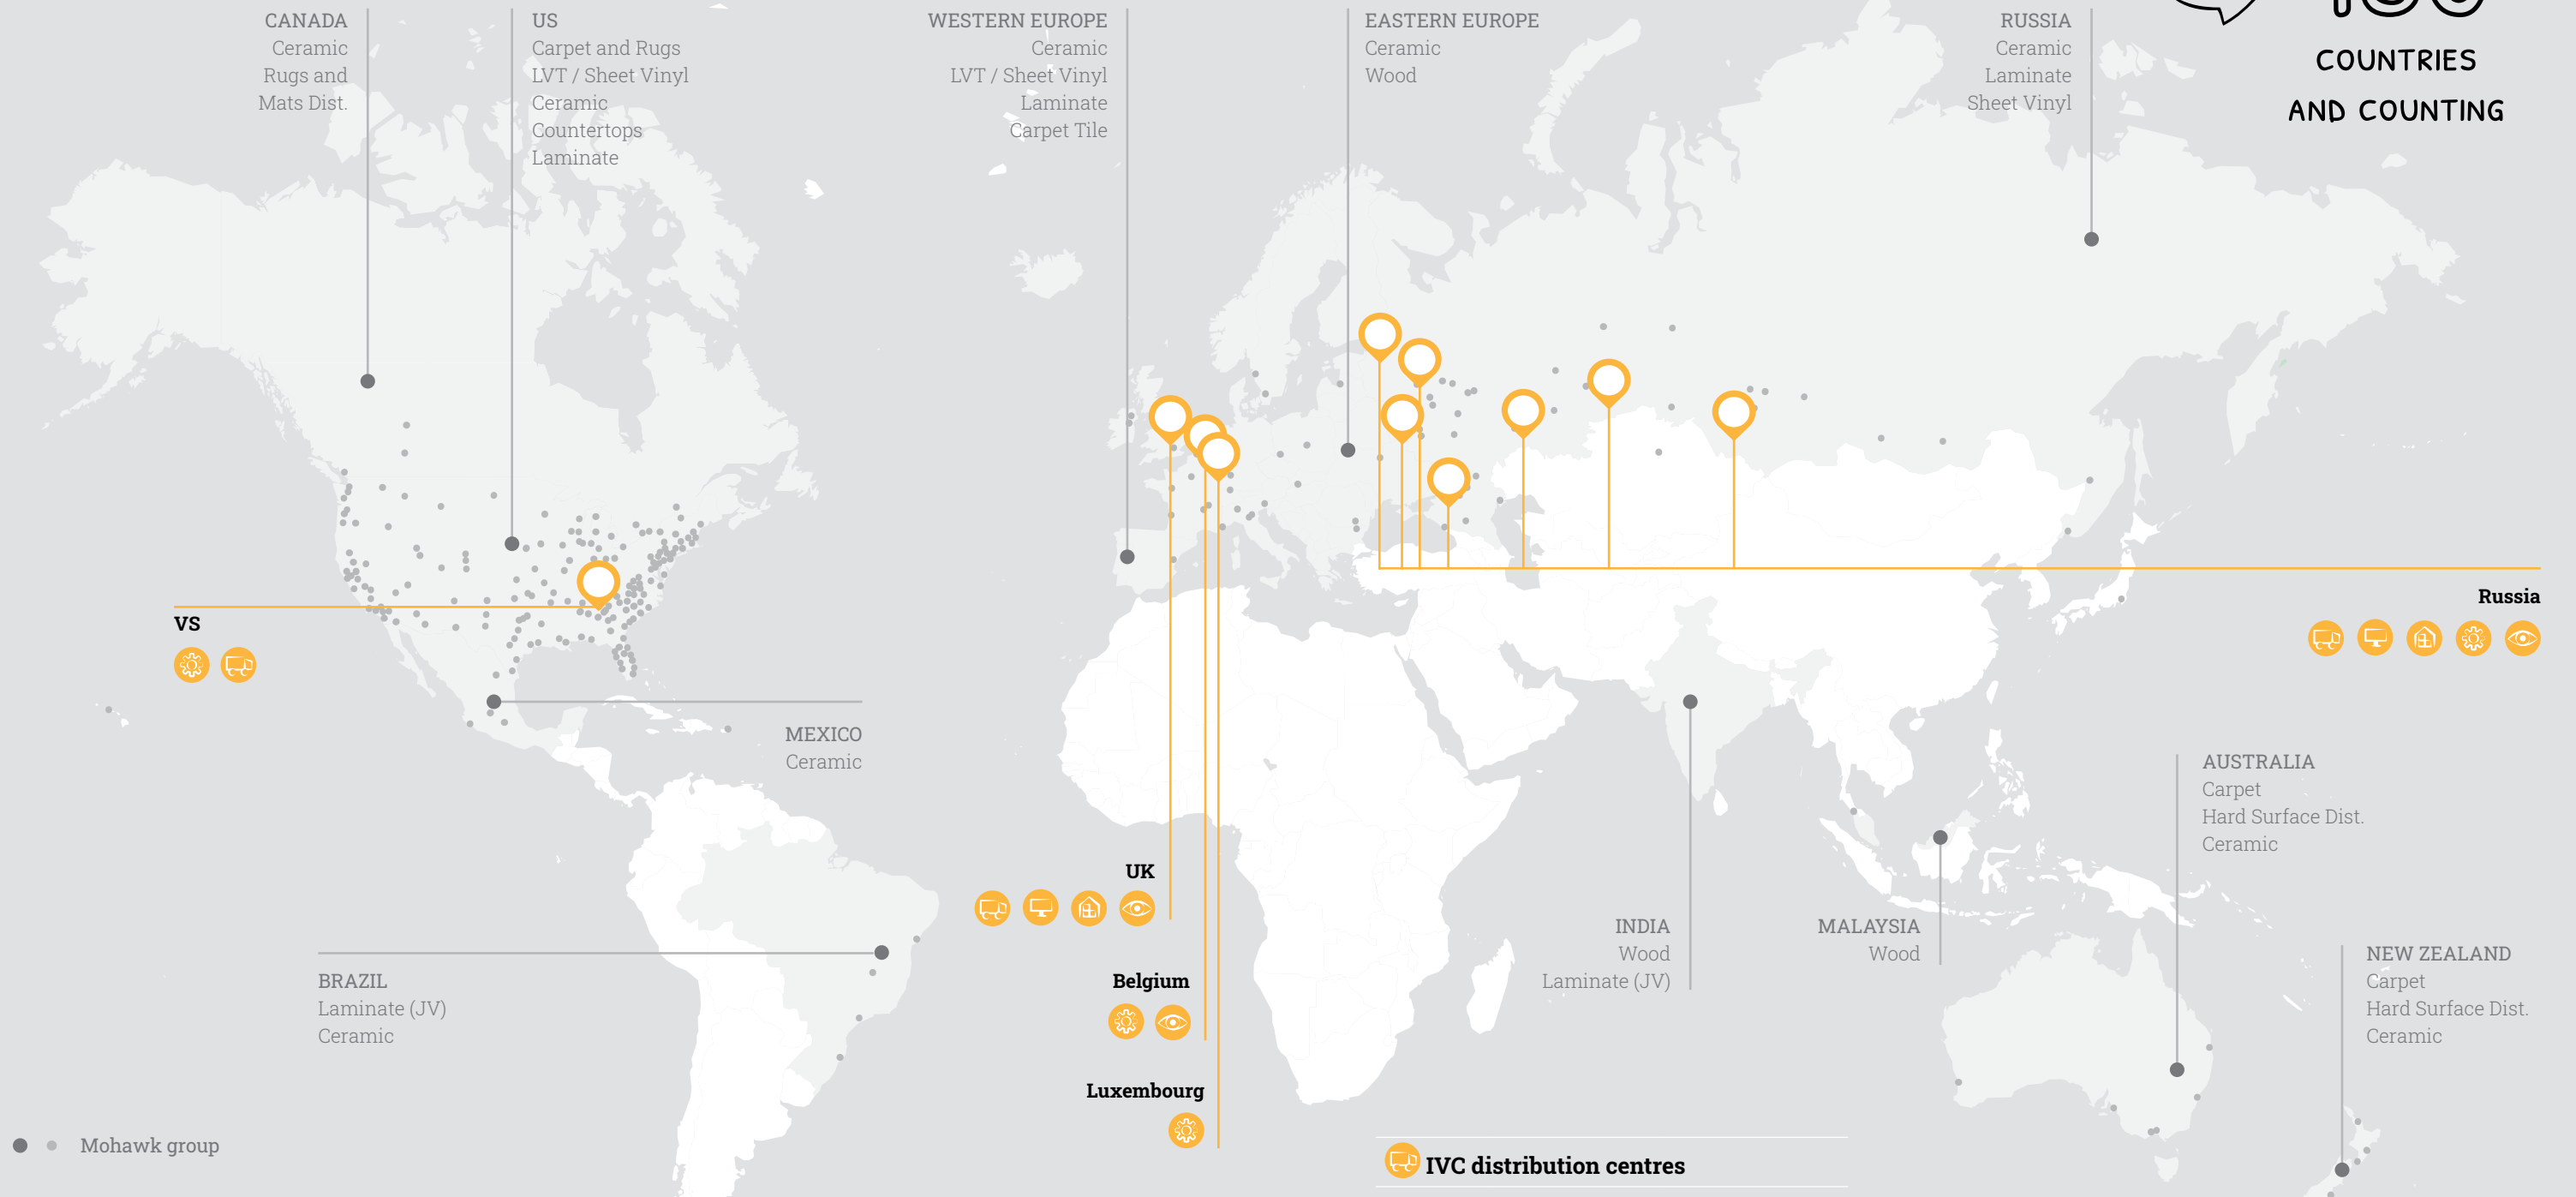 CANADA
Ceramic
Rugs and
Mats Dist.
US
Carpet and Rugs
LVT / Sheet Vinyl
Ceramic
Countertops
Laminate
WESTERN EUROPE
Ceramic
LVT / Sheet Vinyl
Laminate
Carpet Tile
EASTERN EUROPE
Ceramic
Wood
RUSSIA
Ceramic
Laminate
Sheet Vinyl
COUNTRIES
AND COUNTING
VS
Russia
MEXICO
Ceramic
AUSTRALIA
Carpet
Hard Surface Dist.
Ceramic
UK
INDIA
Wood
Laminate (JV)
MALAYSIA
Wood
NEW ZEALAND
Carpet
Hard Surface Dist.
Ceramic
BRAZIL
Laminate (JV)
Ceramic
Belgium
Luxembourg
Mohawk group
IVC distribution centres